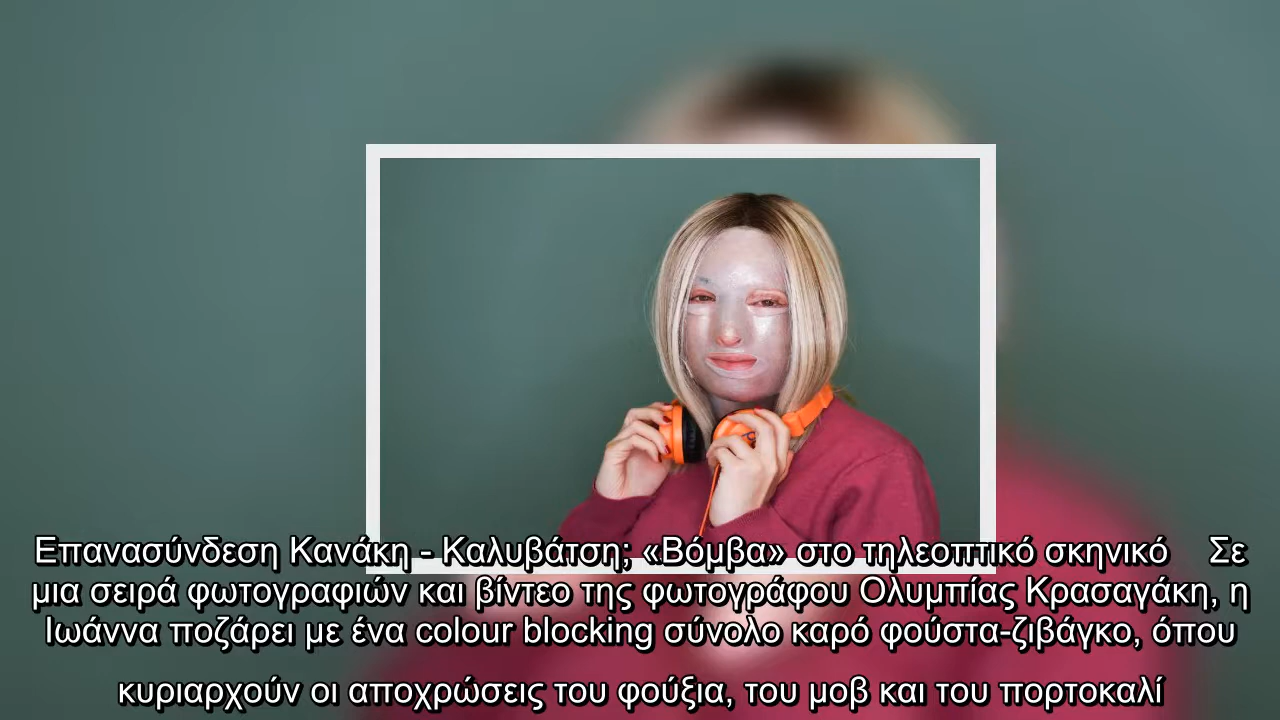 Επανασύνδεση Κανάκη - Καλυβάτση; «Βόμβα» στο τηλεοπτικό σκηνικό Σε
μια σειρά φωτογραφιών και βίντεο της φωτογράφου Ολυμπίας Κρασαγάκη, η
Ιωάννα ποζάρει με ένα colour blocking σύνολο καρό φούστα-ζιβάγκο, όπου
κυριαρχούν οι αποχρώσεις του φούξια, του μοβ και του πορτοκαλί